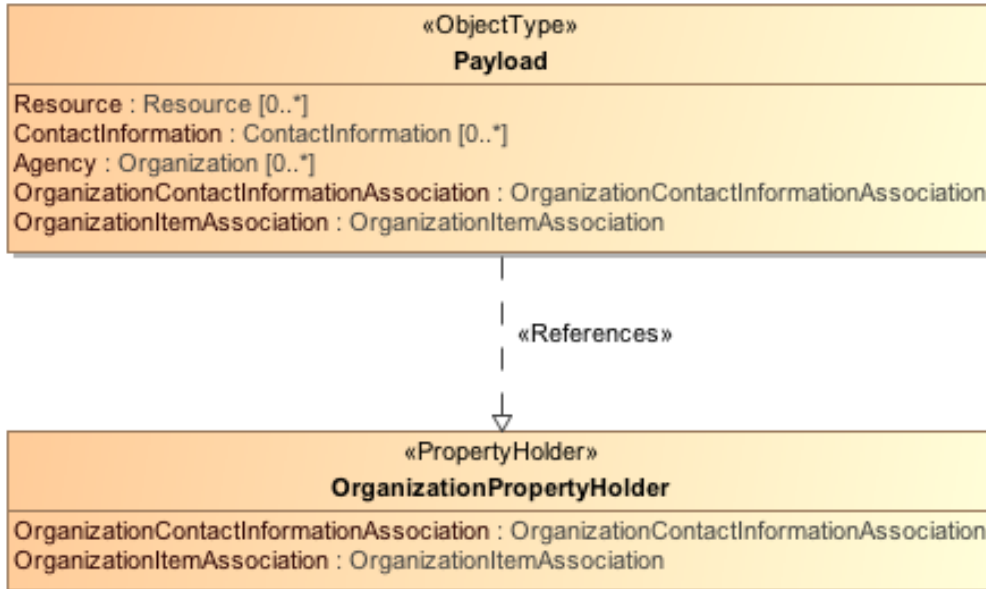 «ObjectType»
Payload
Resource : Resource [0..*]
ContactInformation : ContactInformation [0..*]
Agency : Organization [0..*]
OrganizationContactInformationAssociation : OrganizationContactInformationAssociation
OrganizationItemAssociation : OrganizationItemAssociation
«References»
«PropertyHolder»
OrganizationPropertyHolder
OrganizationContactInformationAssociation : OrganizationContactInformationAssociation
OrganizationItemAssociation : OrganizationItemAssociation